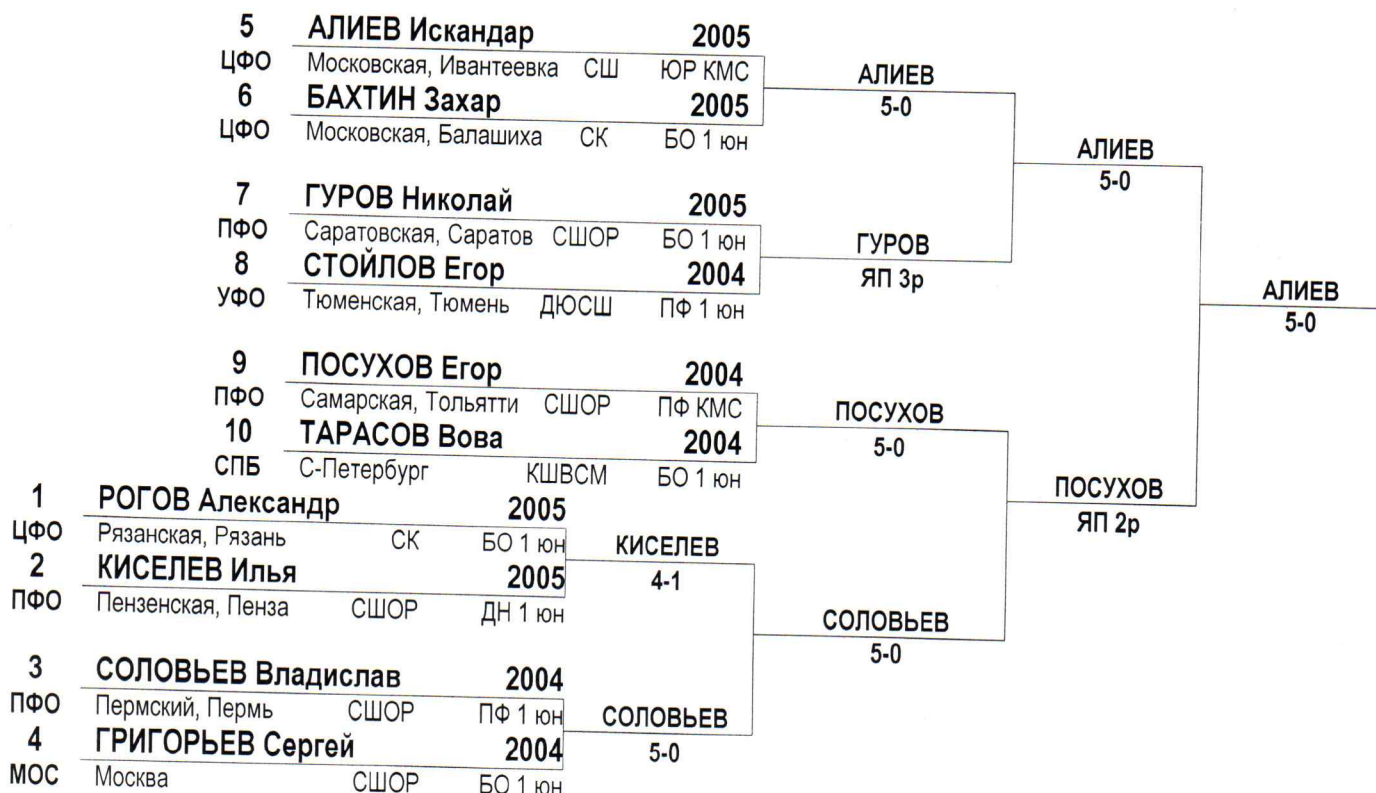 5 АЛИЕВ Искандар 2005
ЦФО Московская, Ивантеевка СШ ЮР КМС
АЛИЕВ
5-0
6 БАХТИН Захар 2005
ЦФО Московская, Балашиха СК БО 1 юн
АЛИЕВ
5-0
7 ГУРОВ Николай 2005
ПФО Саратовская, Саратов СШОР БО 1 юн
ГУРОВ
ЯП 3р
8 СТОЙЛОВ Егор 2004
УФО Тюменская, Тюмень ДЮСШ ПФ 1 юн
АЛИЕВ
5-0
9 ПОСУХОВ Егор 2004
ПФО Самарская, Тольятти СШОР ПФ КМС
ПОСУХОВ
5-0
10 ТАРАСОВ Вова 2004
СПБ С-Петербург КШВСМ БО 1 юн
ПОСУХОВ
ЯП 2р
1 РОГОВ Александр 2005
ЦФО Рязанская, Рязань СК БО 1 юн
КИСЕЛЕВ
4-1
2 КИСЕЛЕВ Илья 2005
ПФО Пензенская, Пенза СШОР ДН 1 юн
СОЛОВЬЕВ
5-0
3 СОЛОВЬЕВ Владислав 2004
ПФО Пермский, Пермь СШОР ПФ 1 юн
СОЛОВЬЕВ
5-0
4 ГРИГОРЬЕВ Сергей 2004
МОС Москва СШОР БО 1 юн